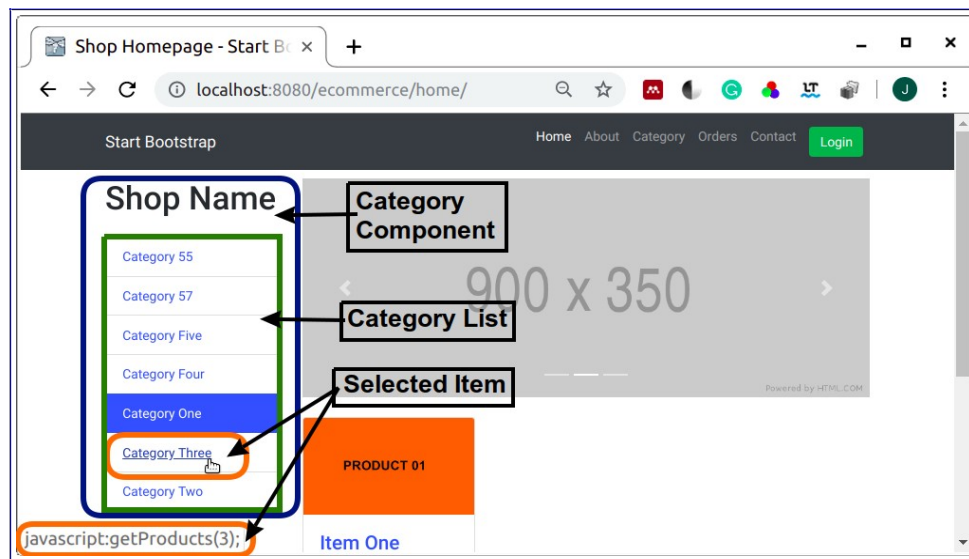 Shop Homepage - Start Bo
localhost:8080/ecommerce/home/
J
Start Bootstrap
Home About Category Orders Contact Login
Shop Name
Category
Component
Category 55
Category 57
900 x 350
Category List
Category Five
Category Four
Selected Item
Powered by HTML.COM
Category One
Category Three
PRODUCT 01
Category Two
javascript:getProducts(3);
Item One